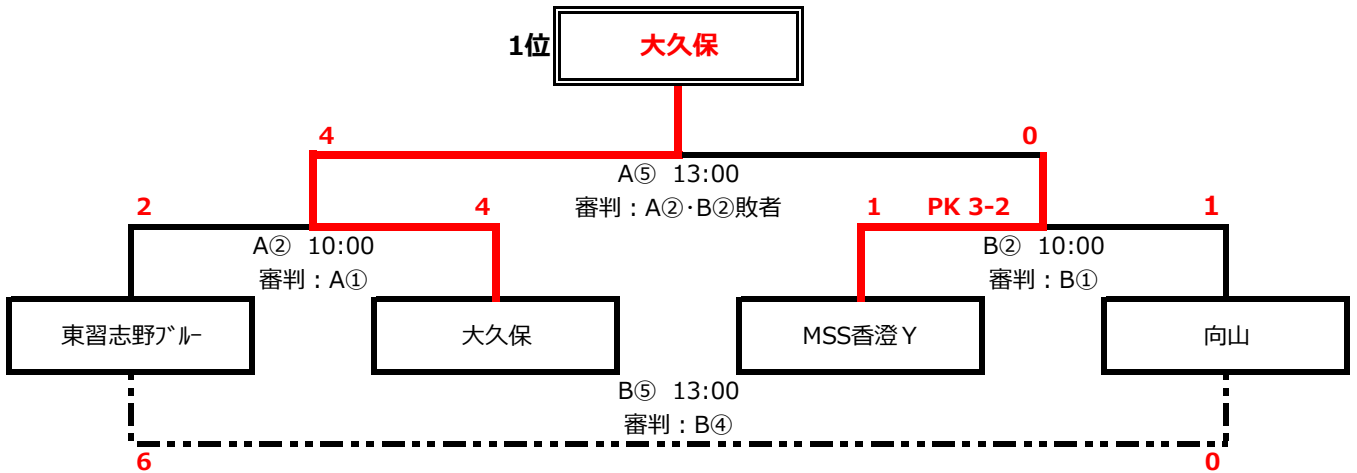 1位 大久保
4 0
A⑤ 13:00
審判：A②･B②敗者
2 4 1 PK 3-2 1
A② 10:00 B② 10:00
審判：A① 審判：B①
東習志野ﾌﾞﾙｰ 大久保 MSS香澄Ｙ 向山
B⑤ 13:00
審判：B④
6 0